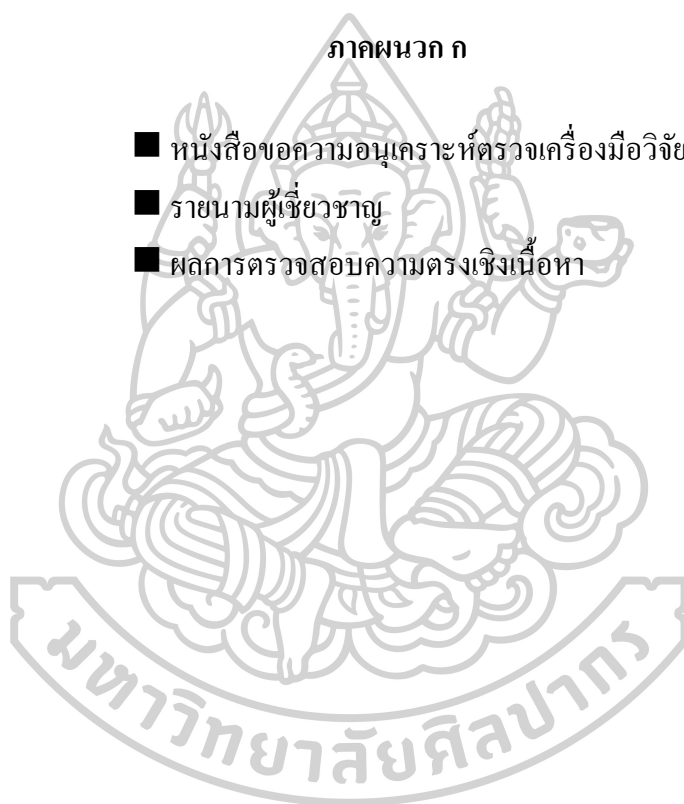 ภาคผนวก ก
■ หนังสือขอความอนุเคราะห์ตรวจเครื่องมือวิจัย
■ รายนามผู้เชี่ยวชาญ
■ ผลการตรวจสอบความตรงเชิงเนื้อหา
มหาวิทยาลัยศิลปากร